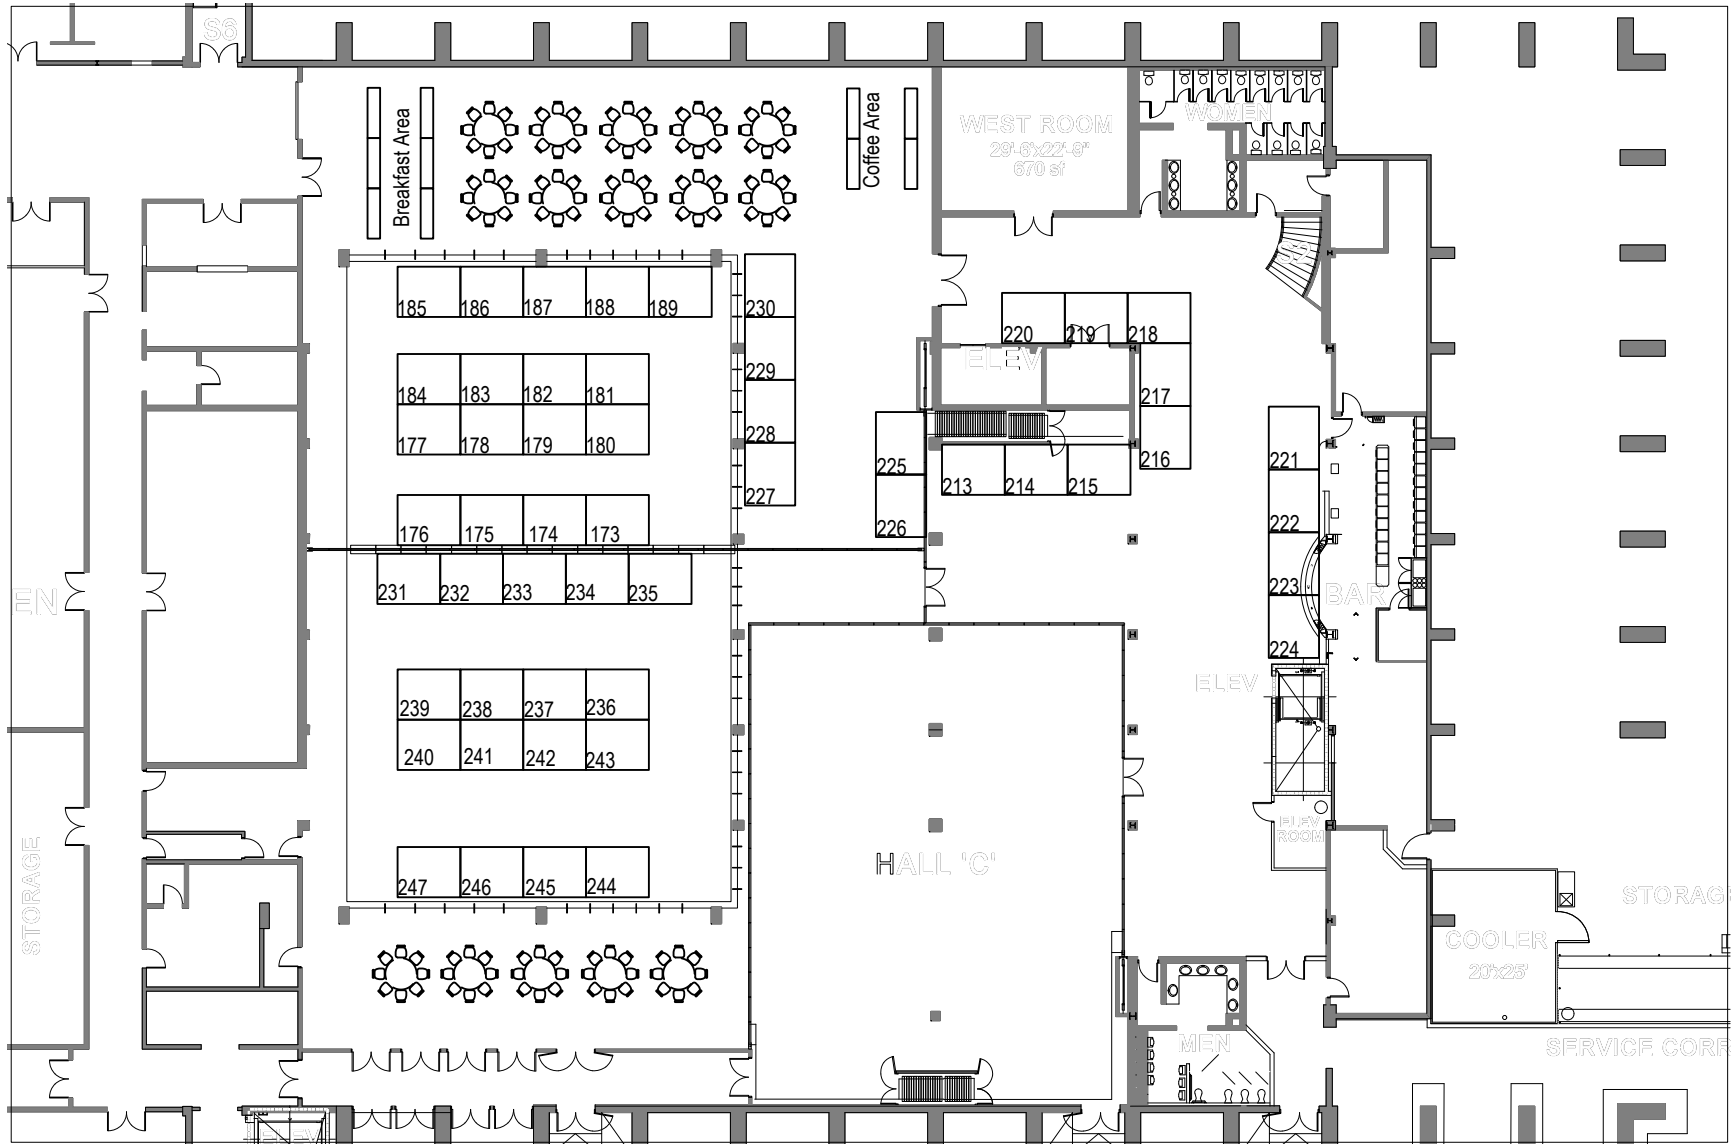 S6
Breakfast Area
Coffee Area
WEST ROOM
29'-6'x22'-8"
670 sf
WOMEN
S2
185 186 187 188 189
230
220 219 218
ELEV
229
184 183 182 181
217
228
177 178 179 180
225
216
221
227
213 214 215
226
222
176 175 174 173
231 232 233 234 235
223
BAR
EN
224
ELEV
239 238 237 236
240 241 242 243
ELEV
ROOM
HALL 'C'
STORAGE
247 246 245 244
STORAG
COOLER
20'x25'
MEN
SERVICE CORR
ELEV